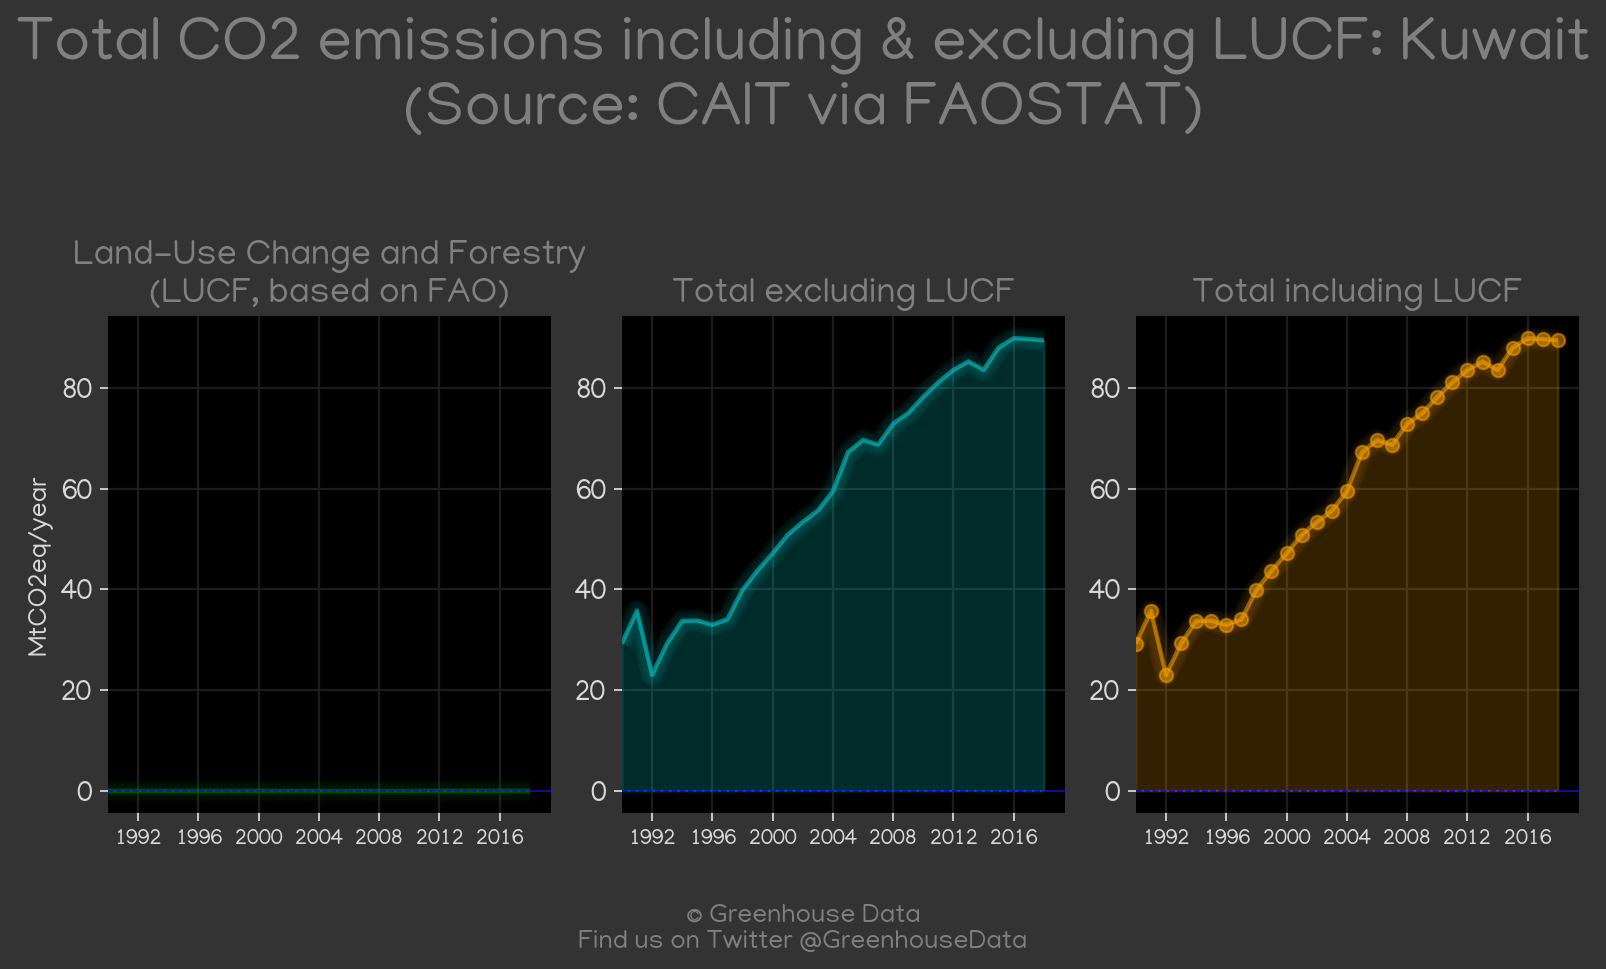 Total CO2 emissions including & excluding LUCF: Kuwait
(Source: CAIT via FAOSTAT)
Land-Use Change and Forestry
(LUCF, based on FAO)
Total excluding LUCF
Total including LUCF
MtCO2eq/year
80
60
40
20
0
1992 1996 2000 2004 2008 2012 2016
80
60
40
20
0
1992 1996 2000 2004 2008 2012 2016
80
60
40
20
0
1992 1996 2000 2004 2008 2012 2016
© Greenhouse Data
Find us on Twitter @GreenhouseData